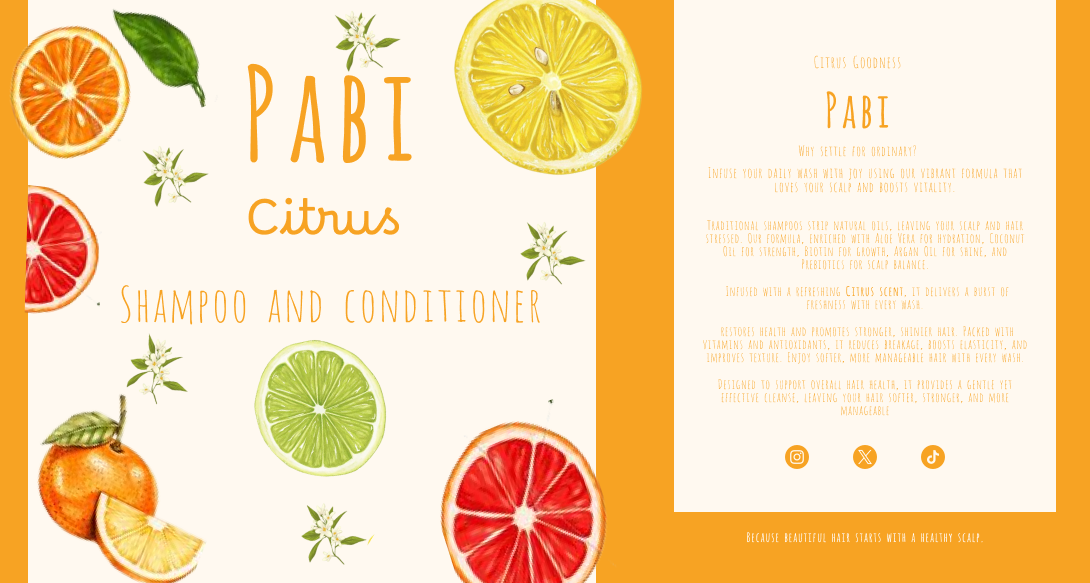 Pabi
Citrus
Shampoo and conditioner
Citrus Goodness
Pabi
Why settle for ordinary?
Infuse your daily wash with joy using our vibrant formula that
loves your scalp and boosts vitality.
Traditional shampoos strip natural oils, leaving your scalp and hair
stressed. Our formula, enriched with Aloe Vera for hydration, Coconut
Oil for strength, Biotin for growth, Argan Oil for shine, and
Prebiotics for scalp balance.
Infused with a refreshing Citrus scent, it delivers a burst of
freshness with every wash.
restores health and promotes stronger, shinier hair. Packed with
vitamins and antioxidants, it reduces breakage, boosts elasticity, and
improves texture. Enjoy softer, more manageable hair with every wash.
Designed to support overall hair health, it provides a gentle yet
effective cleanse, leaving your hair softer, stronger, and more
manageable.
Because beautiful hair starts with a healthy scalp.